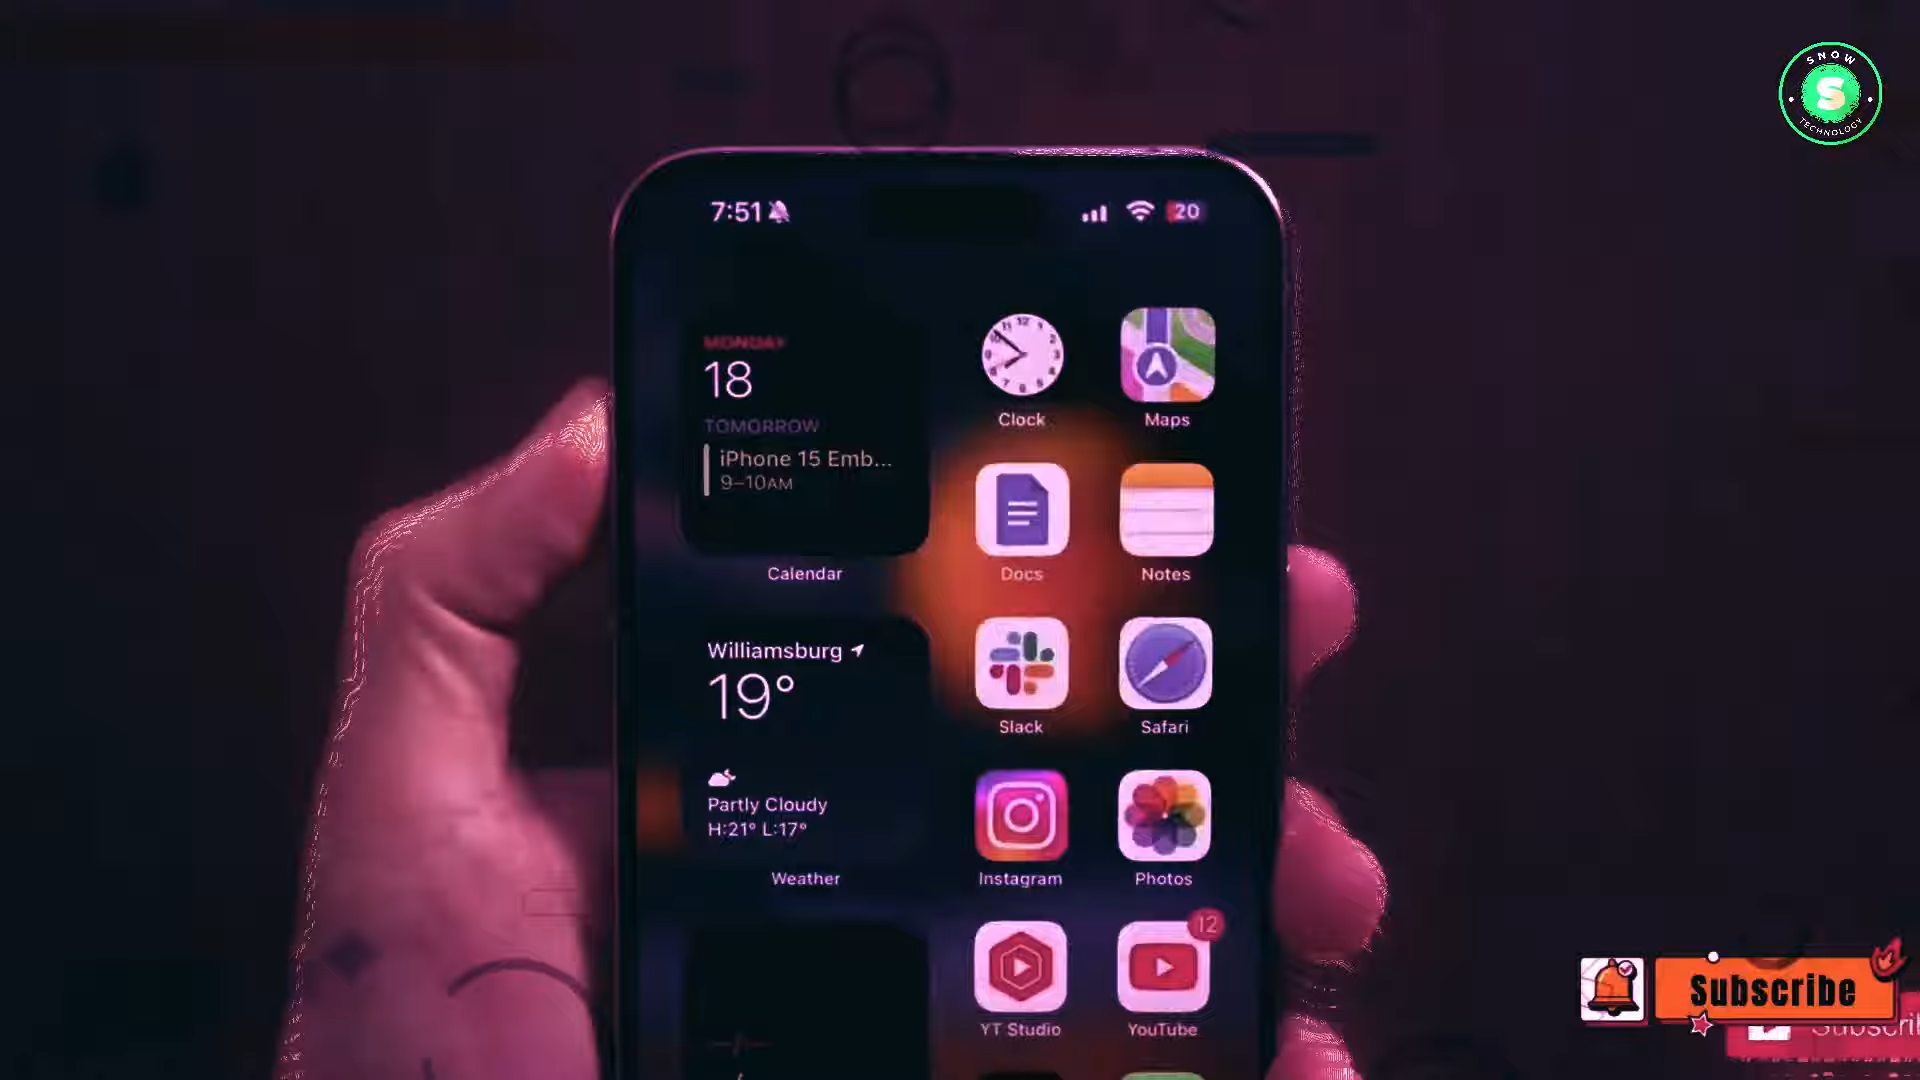 SNOW
S
TECHNOLOGY
7:51
20
MONDAY
18
TOMORROW
iPhone 15 Emb...
9–10AM
Calendar
Clock
Maps
Docs
Notes
Williamsburg
19°
Partly Cloudy
H:21° L:17°
Weather
Slack
Safari
Instagram
Photos
12
YT Studio
YouTube
Subscribe